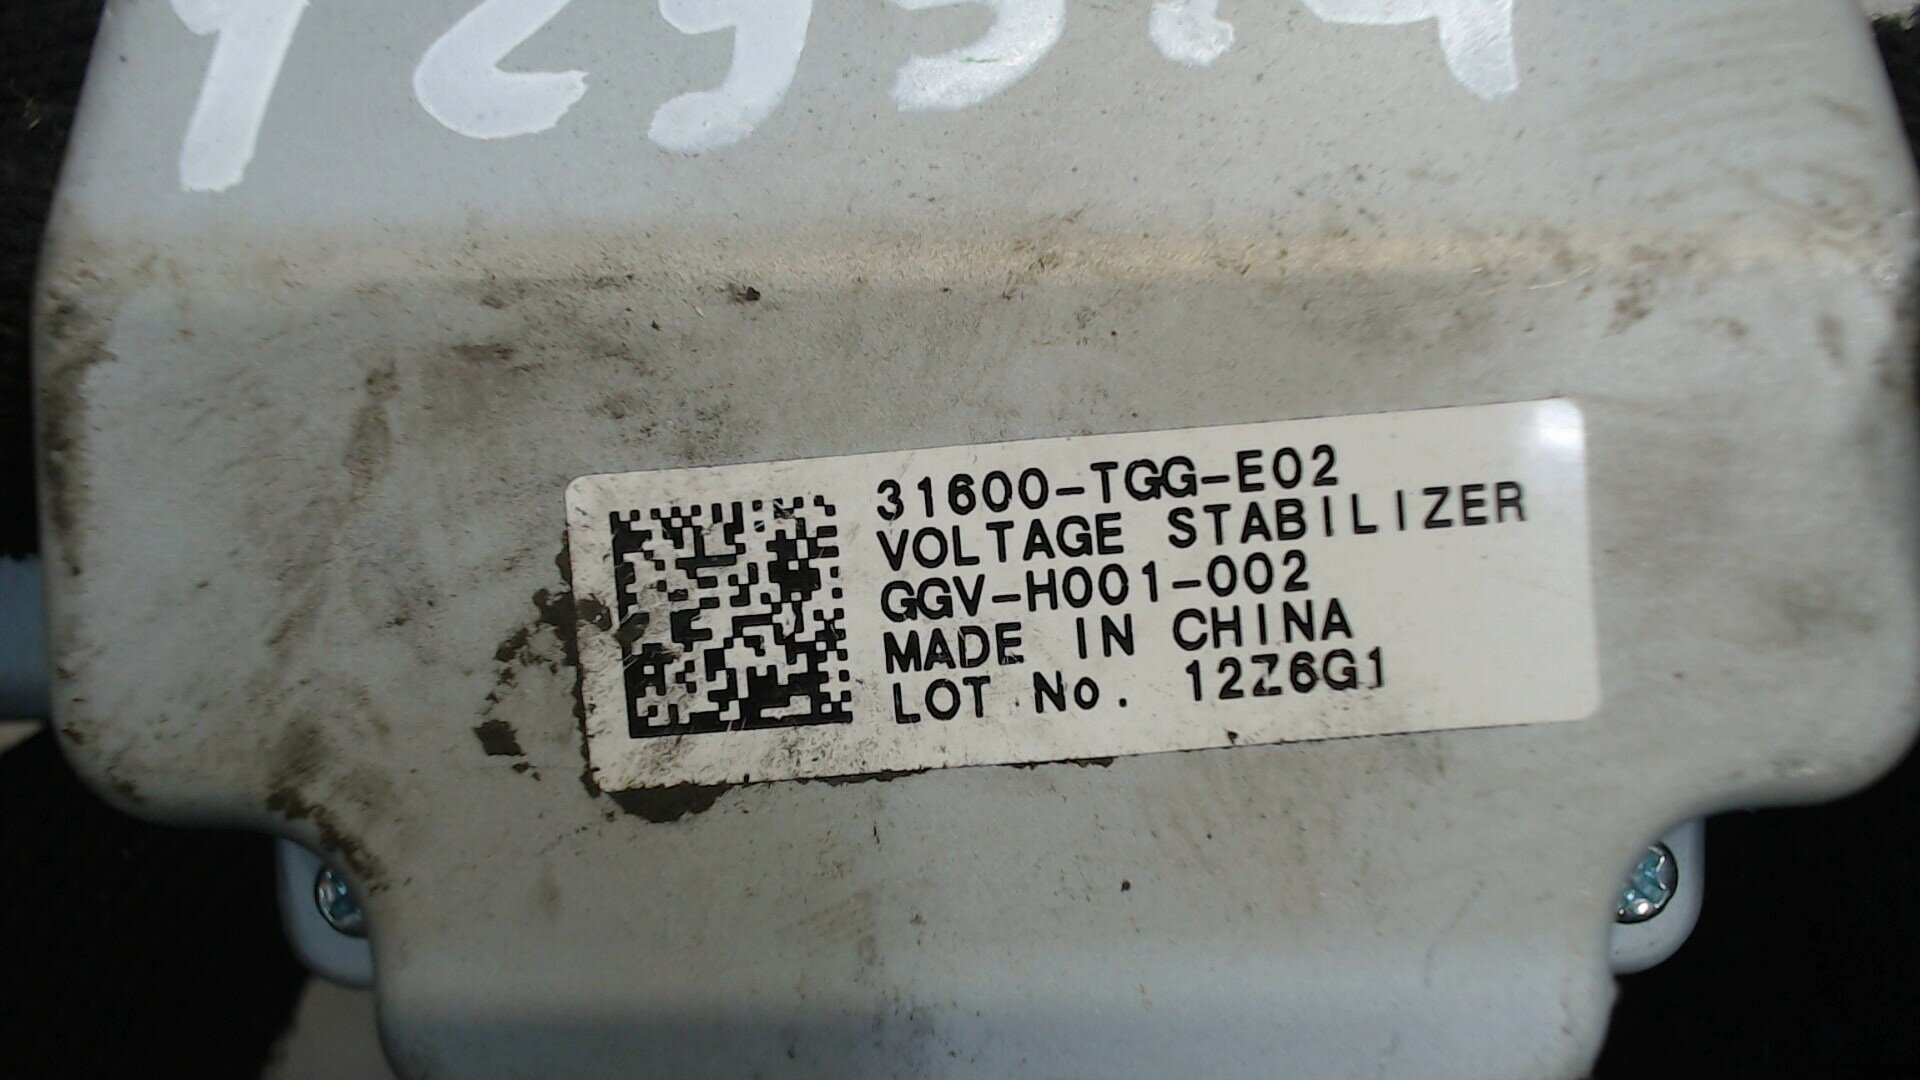 31600-TGG-E02
VOLTAGE STABILIZER
GGV-H001-002
MADE IN CHINA
LOT No. 12Z6G1